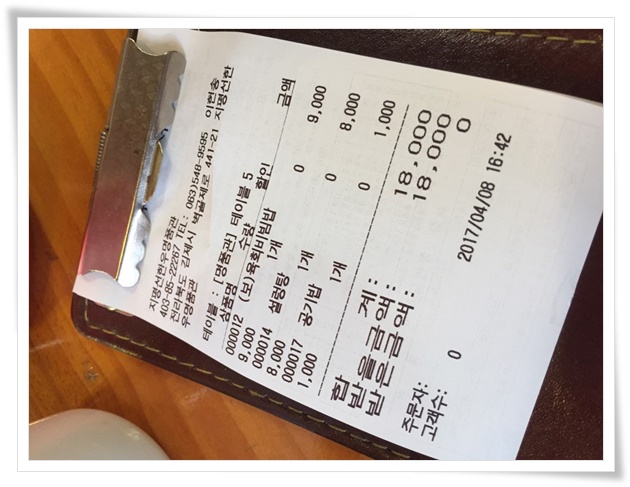 지평선한우명품관
403-85-22267 TEL: 063)548-9595 이헌송
전라북도 김제시 벽골제로 441-21 지평선한
우명품관
테이블 : [명품관] 테이블 5
상품명 수량 할인 금액
000012 (보)육회비빔밥
9,000 1개 0 9,000
000014 설렁탕
8,000 1개 0 8,000
000017 공기밥
1,000 1개 0 1,000
합 계: 18,000
받을금액: 18,000
받은금액: 0
주문자:
고객수: 0 2017/04/08 16:42